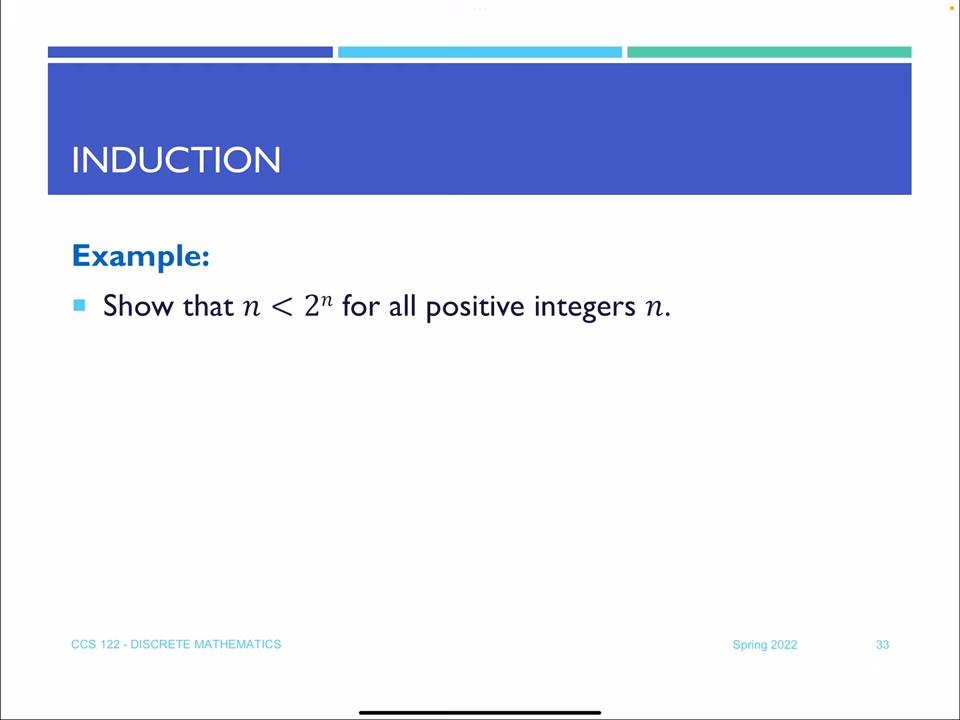 INDUCTION
Example:
Show that 𝑛 < 2ⁿ for all positive integers 𝑛.
CCS 122 - DISCRETE MATHEMATICS Spring 2022 33